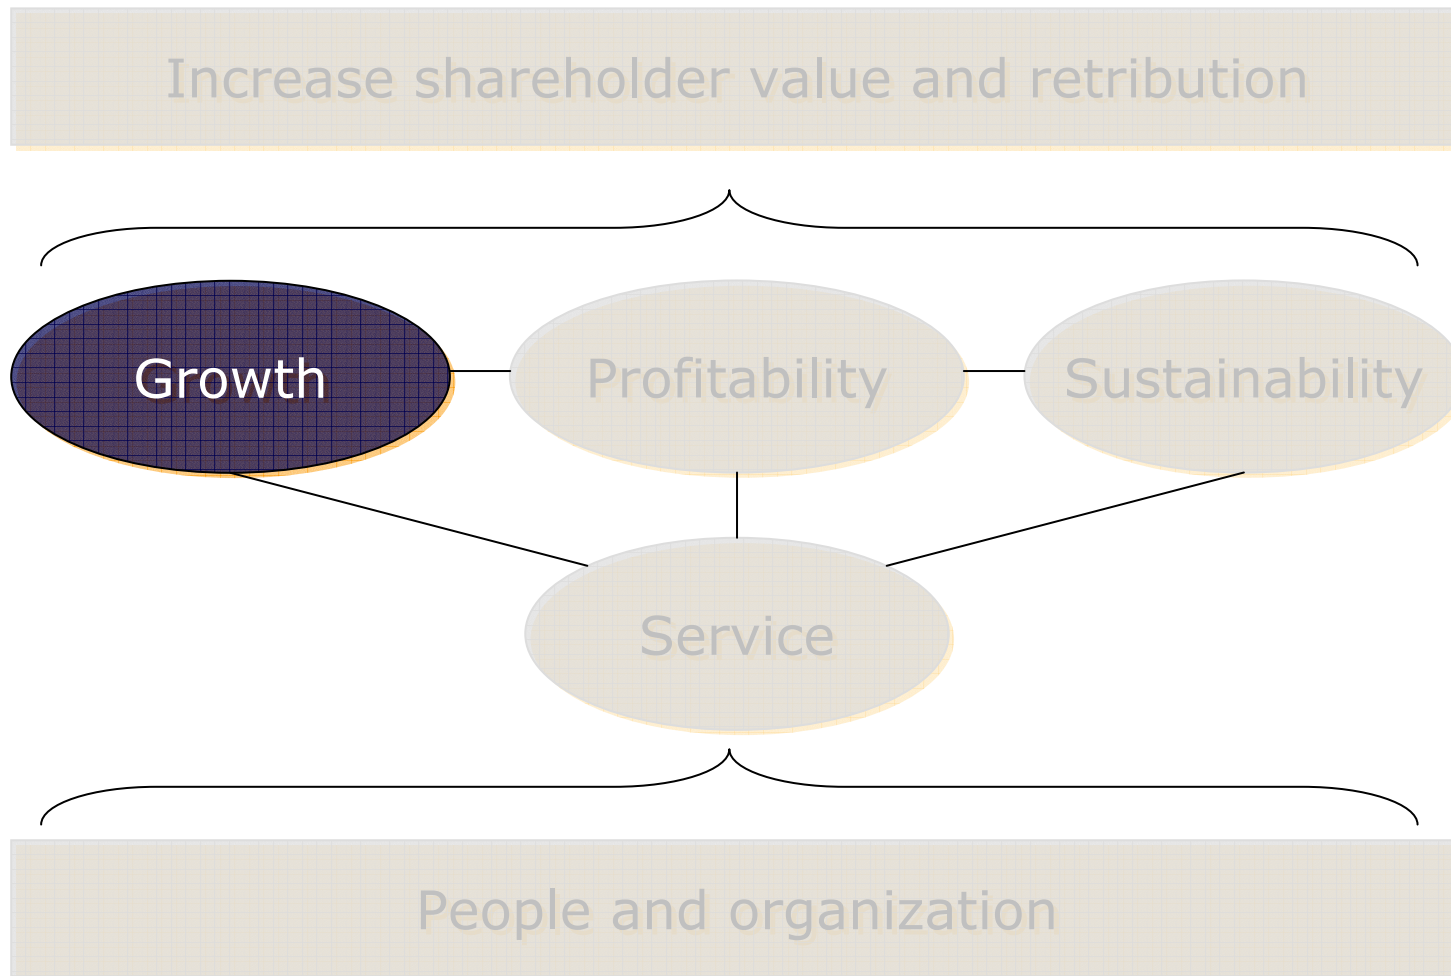 Increase shareholder value and retribution
Growth
Profitability
Sustainability
Service
People and organization